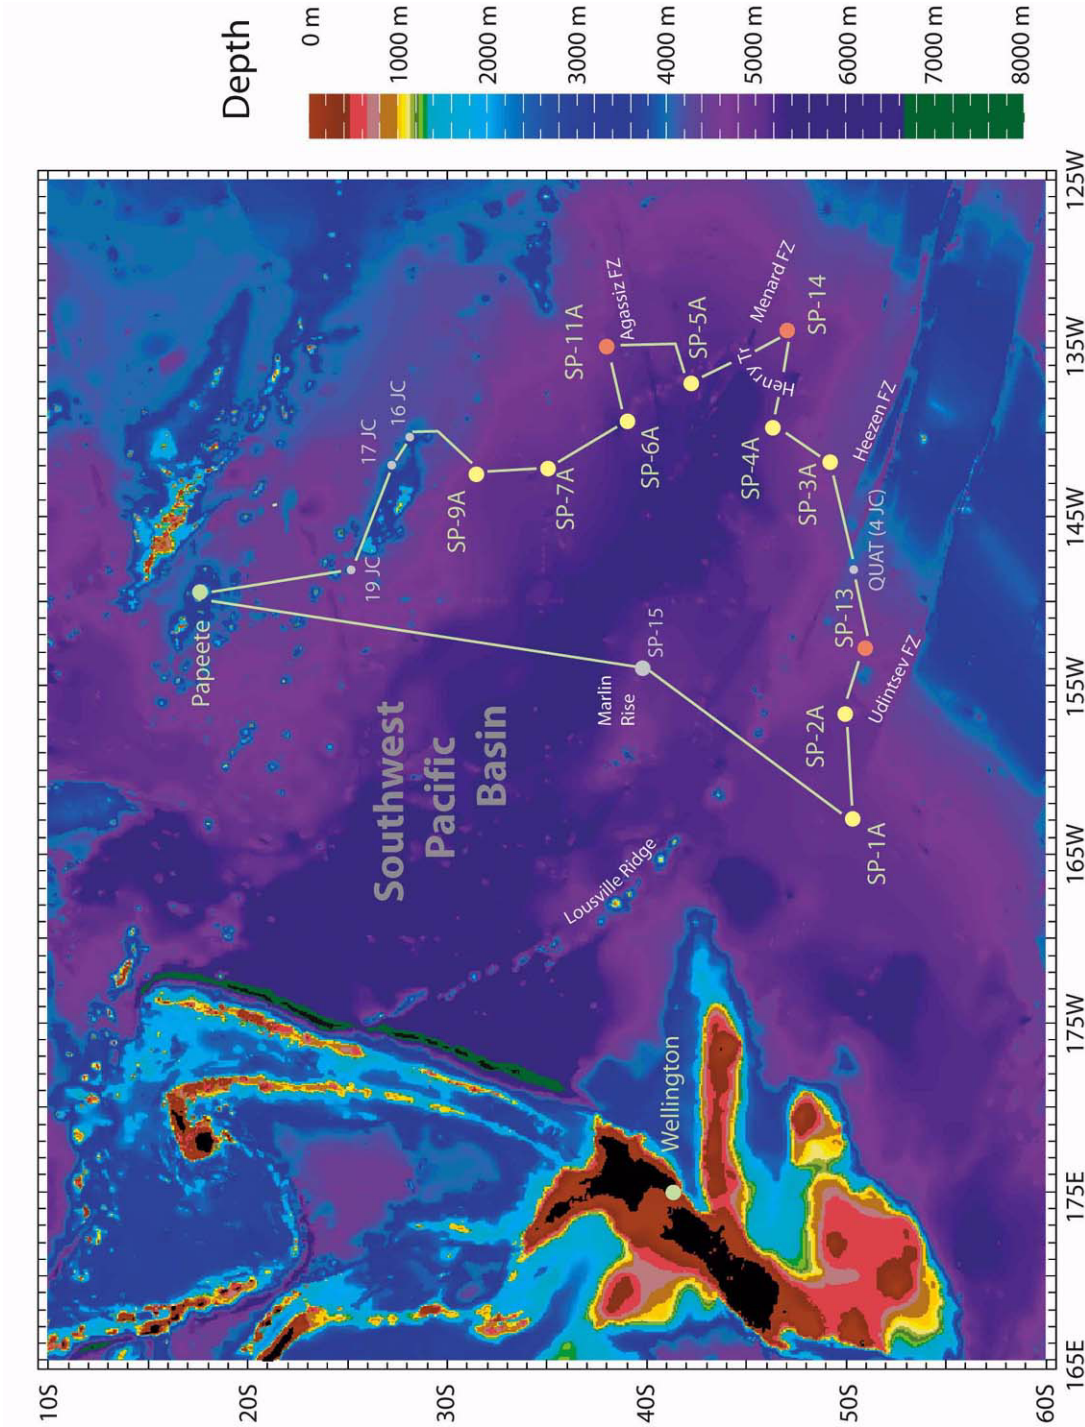 Depth
0 m
1000 m
2000 m
3000 m
4000 m
5000 m
6000 m
7000 m
8000 m
10S
20S
30S
40S
50S
60S
165E
175E
175W
165W
155W
145W
135W
125W
Papeete
19 JC
17 JC
16 JC
SP-9A
SP-7A
SP-6A
SP-11A
Agassiz FZ
SP-5A
Henry Tr
Menard FZ
SP-14
SP-4A
SP-3A
Heezen FZ
QUAT (4 JC)
SP-13
Udintsev FZ
SP-2A
SP-1A
SP-15
Marlin
Rise
Southwest
Pacific
Basin
Lousville Ridge
Wellington